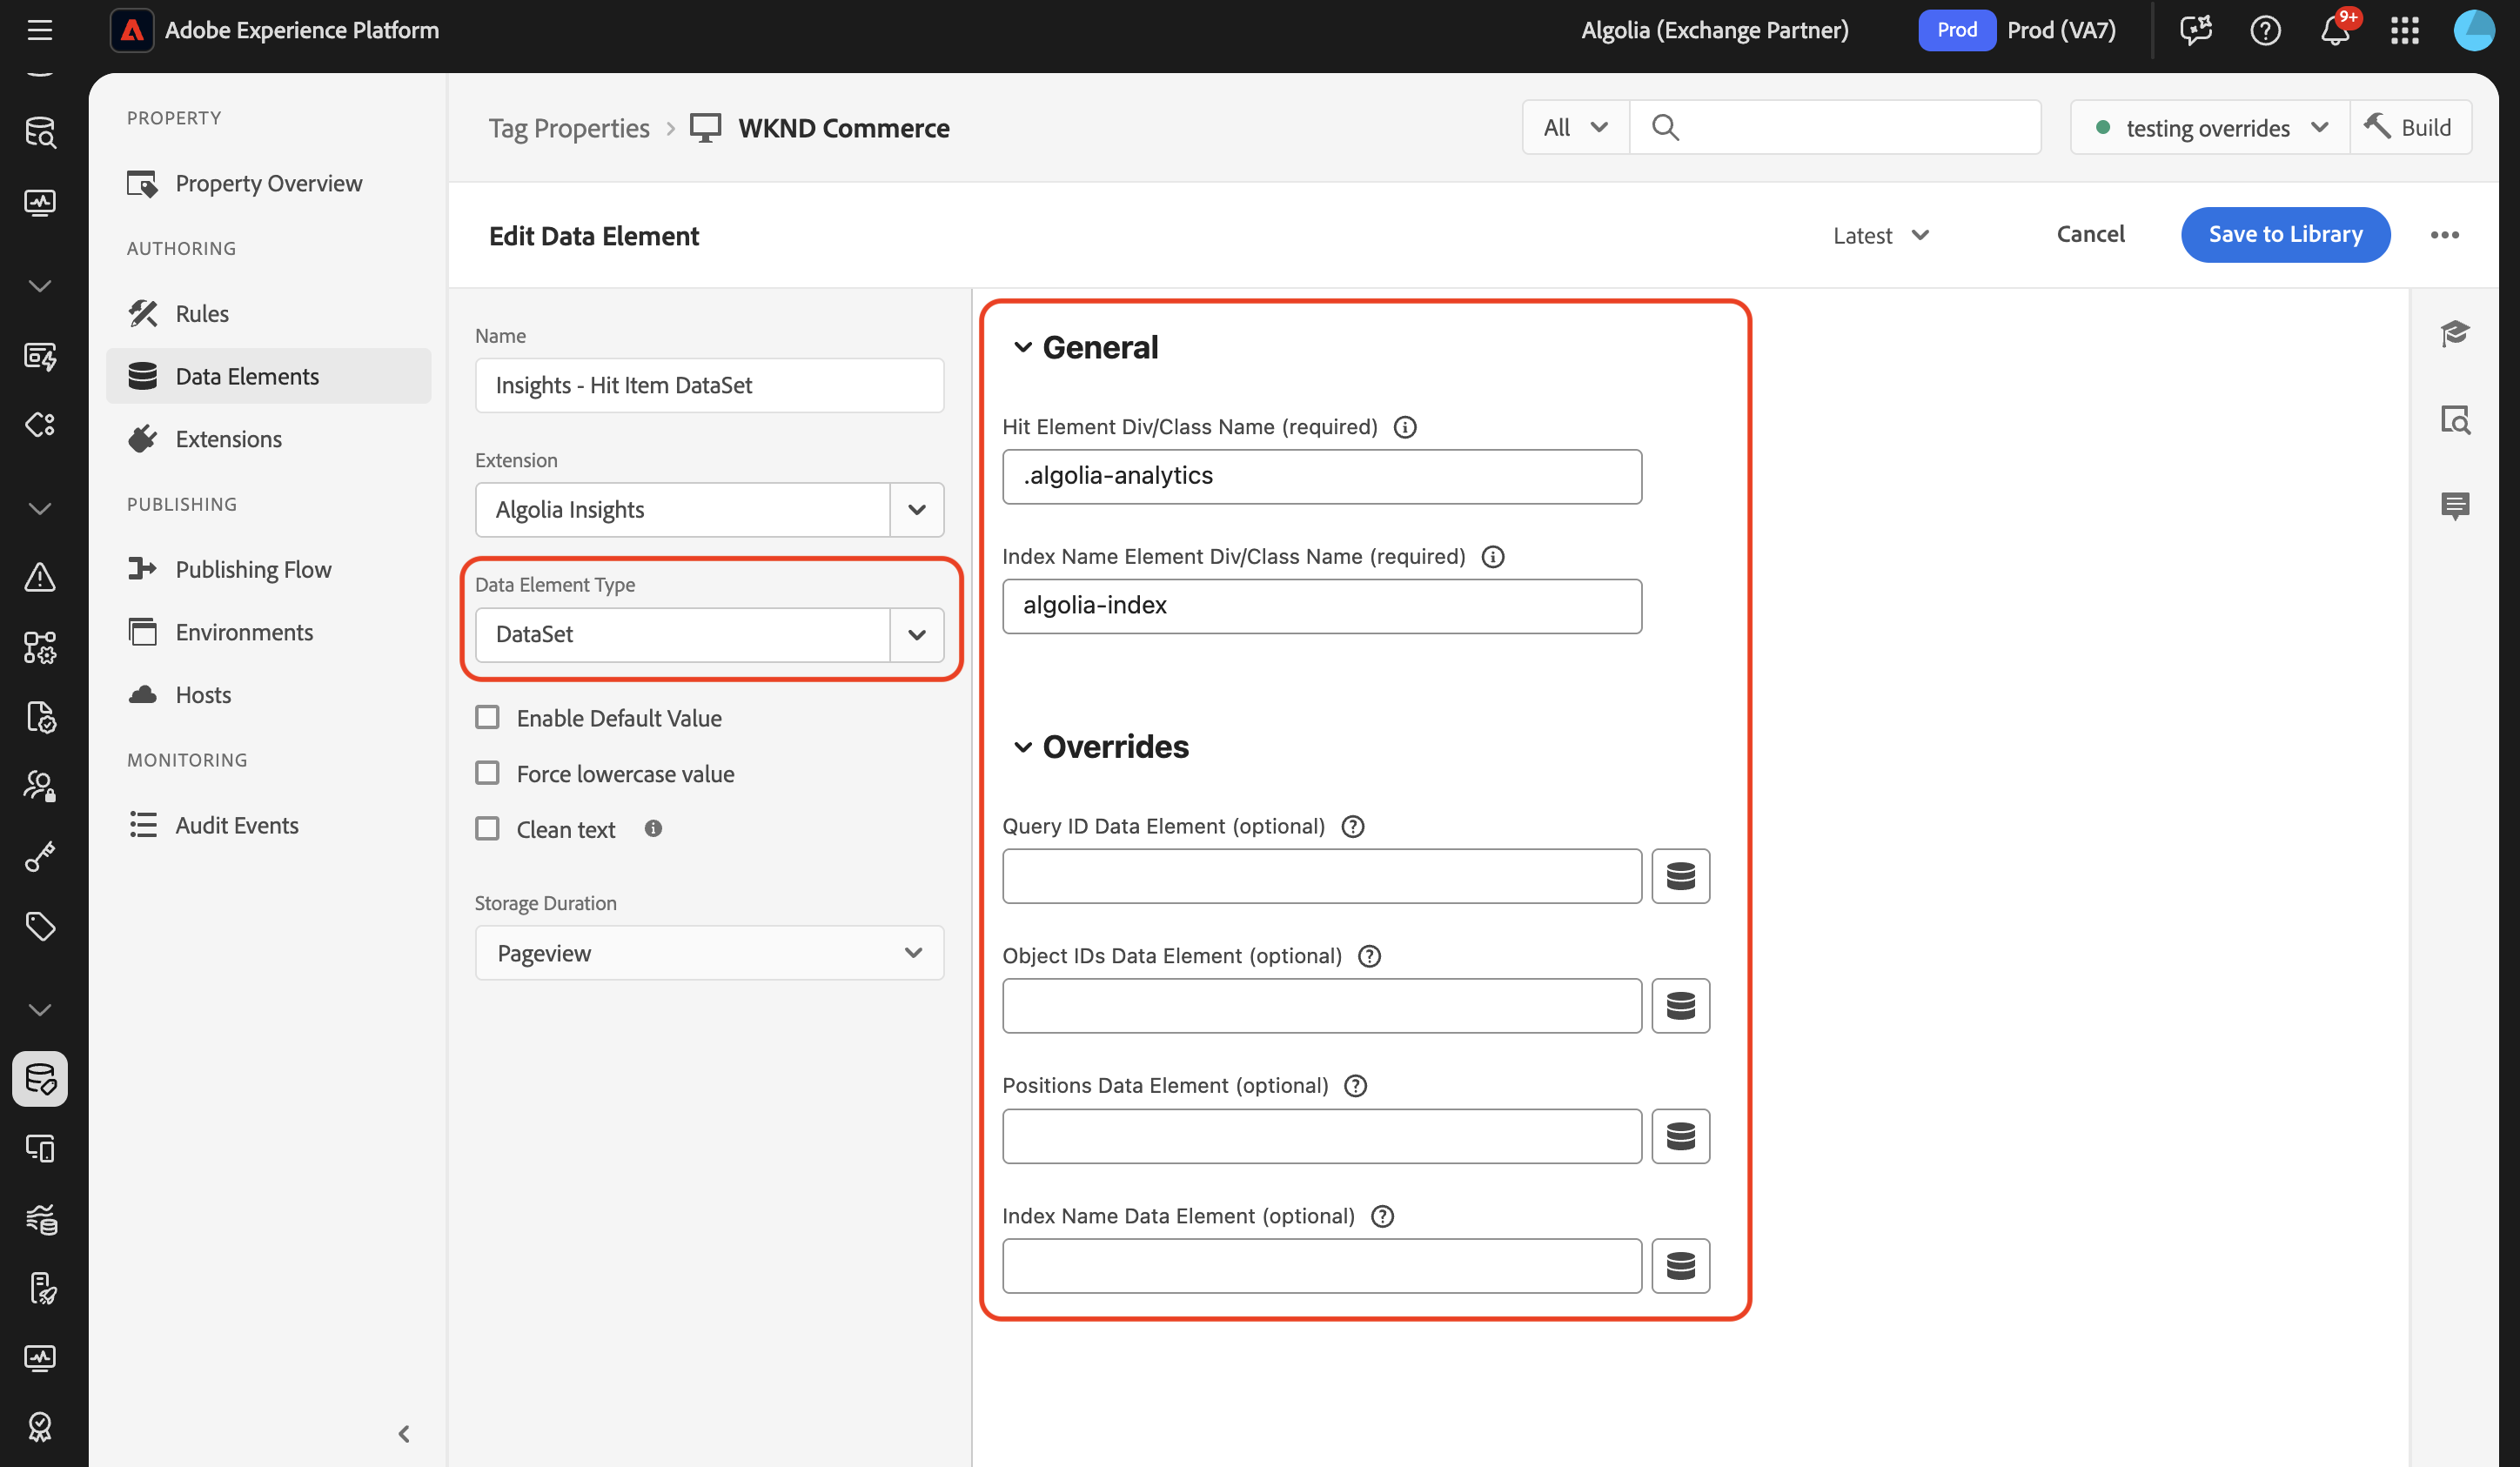 Adobe Experience Platform
Algolia (Exchange Partner)
Prod
Prod (VA7)
9+
PROPERTY
Property Overview
AUTHORING
Rules
Data Elements
Extensions
PUBLISHING
Publishing Flow
Environments
Hosts
MONITORING
Audit Events
Tag Properties
WKND Commerce
All
testing overrides
Build
Edit Data Element
Latest
Cancel
Save to Library
Name
Insights - Hit Item DataSet
Extension
Algolia Insights
Data Element Type
DataSet
Enable Default Value
Force lowercase value
Clean text
Storage Duration
Pageview
General
Hit Element Div/Class Name (required)
.algolia-analytics
Index Name Element Div/Class Name (required)
algolia-index
Overrides
Query ID Data Element (optional)
Object IDs Data Element (optional)
Positions Data Element (optional)
Index Name Data Element (optional)